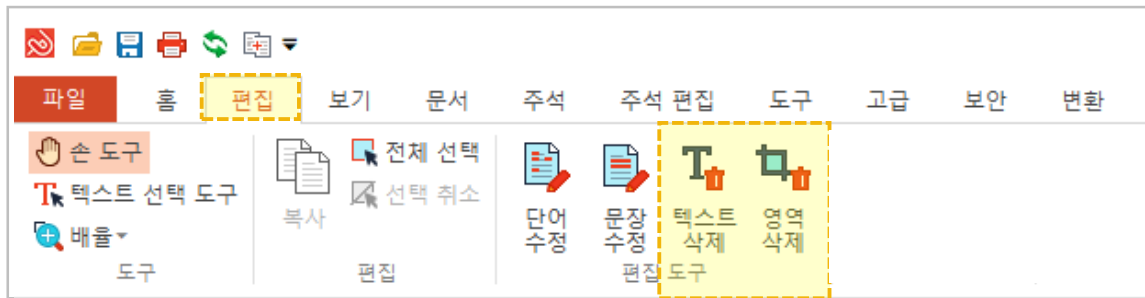 파일 홈 편집 보기 문서 주석 주석 편집 도구 고급 보안 변환
손 도구
텍스트 선택 도구
배율
도구
복사
전체 선택
선택 취소
편집
단어
수정
문장
수정
텍스트
삭제
영역
삭제
편집 도구